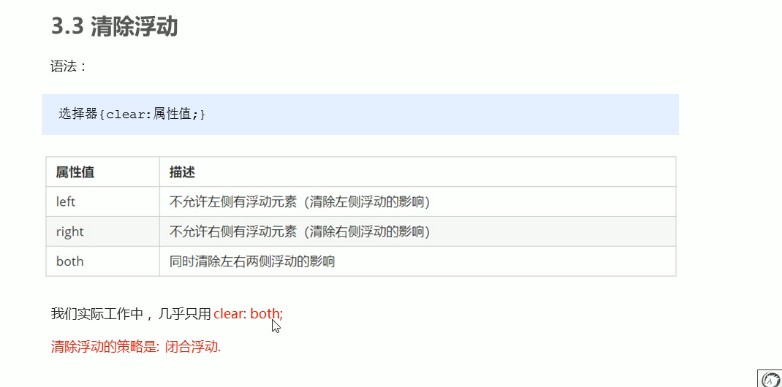 3.3 清除浮动
语法：
选择器{clear:属性值;}
属性值 描述
left 不允许左侧有浮动元素（清除左侧浮动的影响）
right 不允许右侧有浮动元素（清除右侧浮动的影响）
both 同时清除左右两侧浮动的影响
我们实际工作中，几乎只用 clear: both;
清除浮动的策略是: 闭合浮动.